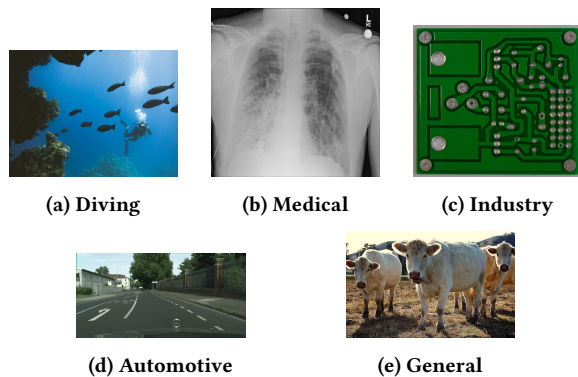 L
(a) Diving
(b) Medical
(c) Industry
(d) Automotive
(e) General